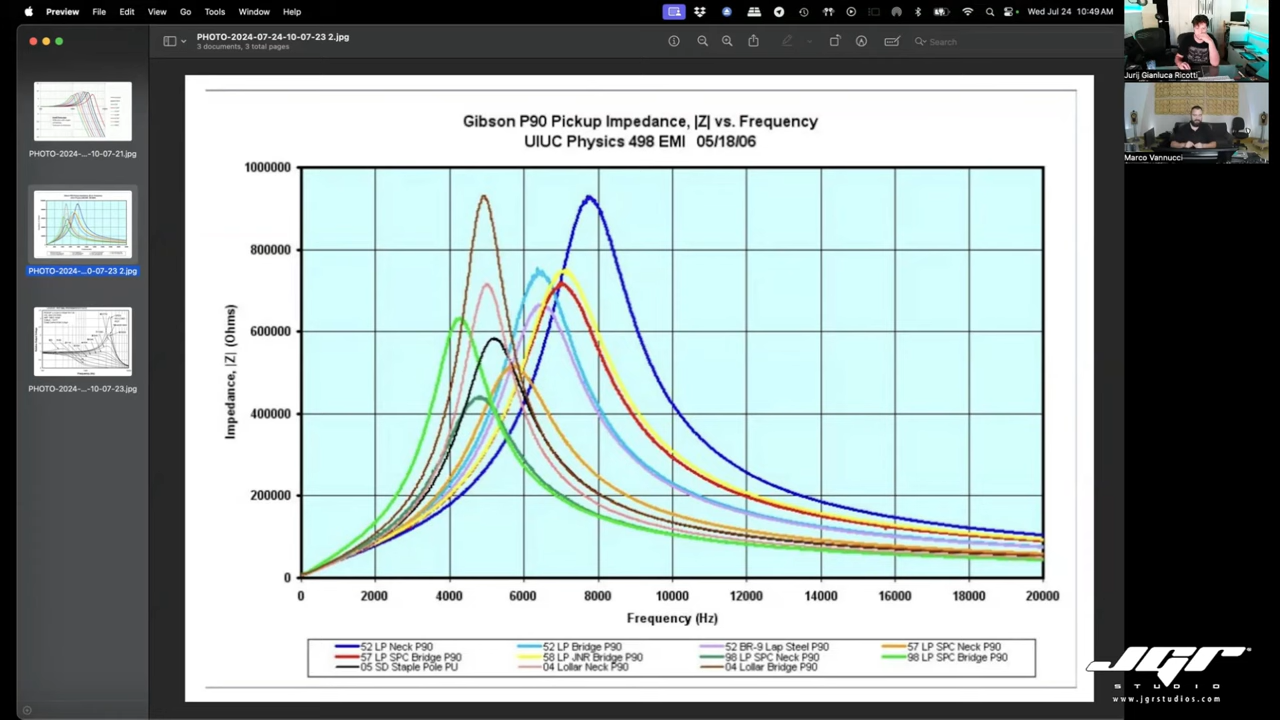 Preview File Edit View Go Tools Window Help
Wed Jul 24 10:49 AM
PHOTO-2024-07-24-10-07-23 2.jpg
3 documents, 3 total pages
Search
PHOTO-2024-...-10-07-21.jpg
PHOTO-2024-...0-07-23 2.jpg
PHOTO-2024-...-10-07-23.jpg
Gibson P90 Pickup Impedance, |Z| vs. Frequency
UIUC Physics 498 EMI 05/18/06
Impedance, |Z| (Ohms)
1000000
800000
600000
400000
200000
0
0 2000 4000 6000 8000 10000 12000 14000 16000 18000 20000
Frequency (Hz)
52 LP Neck P90 52 LP Bridge P90 52 BR-9 Lap Steel P90 57 LP SPC Neck P90
57 LP SPC Bridge P90 58 LP JNR Bridge P90 98 LP SPC Neck P90 98 LP SPC Bridge P90
05 SD Staple Pole PU 04 Lollar Neck P90 04 Lollar Bridge P90
Jurij Gianluca Ricotti
Marco Vannucci
JGR
STUDIO
www.jgrstudios.com